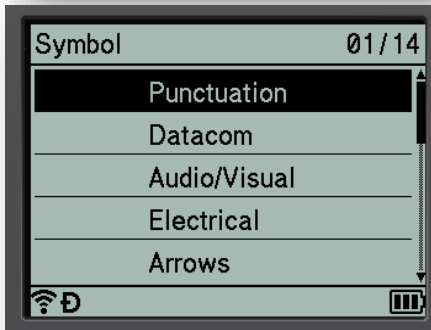 Symbol 01/14
Punctuation
Datacom
Audio/Visual
Electrical
Arrows
Đ